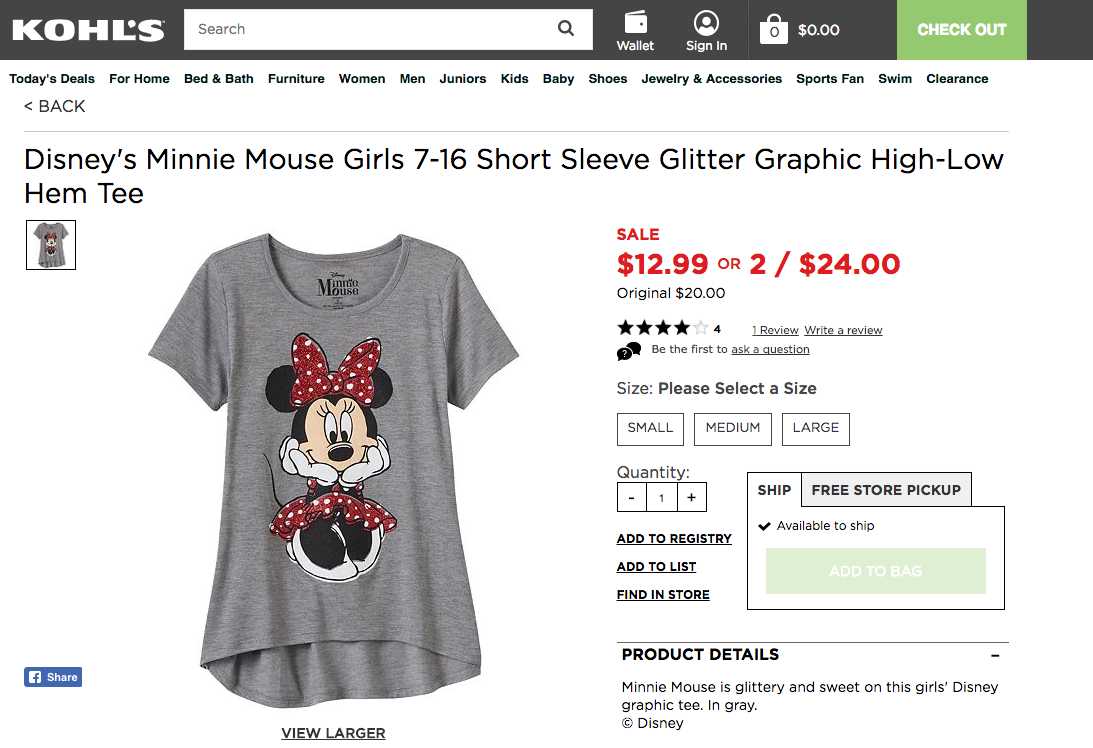 KOHL'S
Search
Wallet
Sign In
0
$0.00
CHECK OUT
Today's Deals For Home Bed & Bath Furniture Women Men Juniors Kids Baby Shoes Jewelry & Accessories Sports Fan Swim Clearance
< BACK
Disney's Minnie Mouse Girls 7-16 Short Sleeve Glitter Graphic High-Low
Hem Tee
Disney
Minnie
Mouse
SALE
$12.99 OR 2 / $24.00
Original $20.00
4 1 Review Write a review
? Be the first to ask a question
Size: Please Select a Size
SMALL MEDIUM LARGE
Quantity:
- 1 +
SHIP FREE STORE PICKUP
Available to ship
ADD TO BAG
ADD TO REGISTRY
ADD TO LIST
FIND IN STORE
PRODUCT DETAILS –
Minnie Mouse is glittery and sweet on this girls' Disney
graphic tee. In gray.
© Disney
f Share
VIEW LARGER